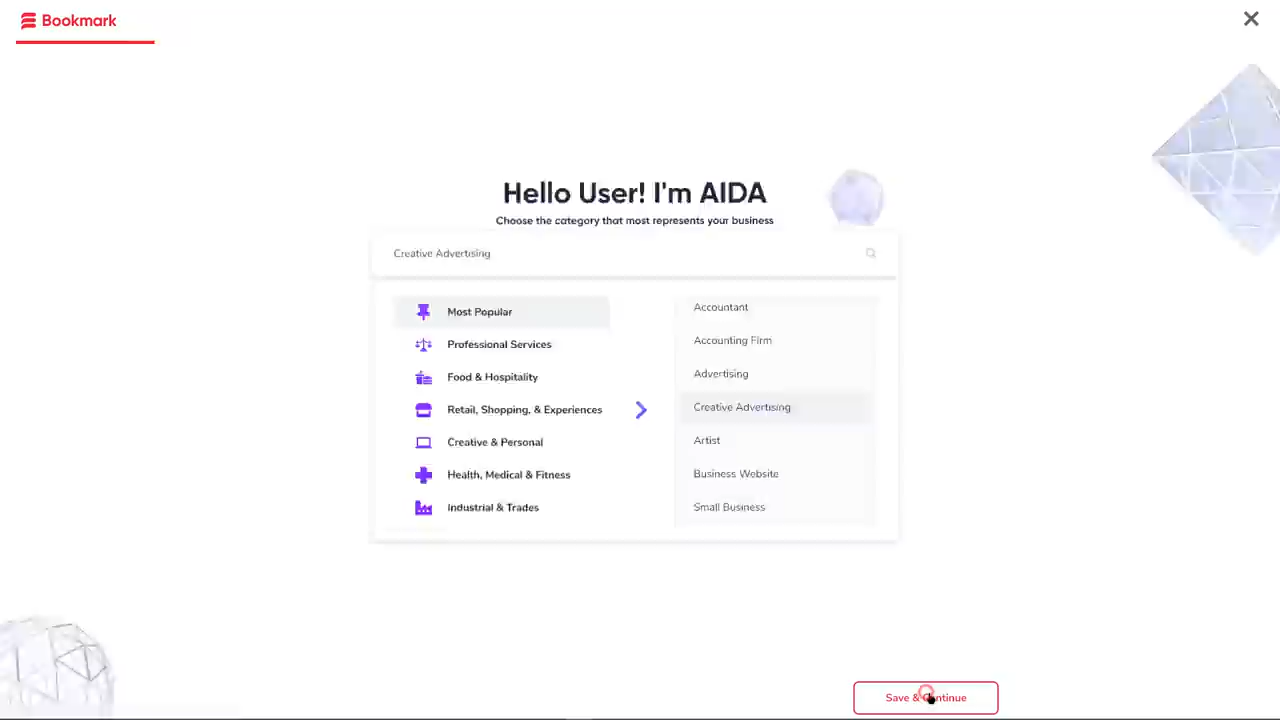 Bookmark
Hello User! I'm AIDA
Choose the category that most represents your business
Creative Advertising
Most Popular
Professional Services
Food & Hospitality
Retail, Shopping, & Experiences
Creative & Personal
Health, Medical & Fitness
Industrial & Trades
Accountant
Accounting Firm
Advertising
Creative Advertising
Artist
Business Website
Small Business
Save & Continue